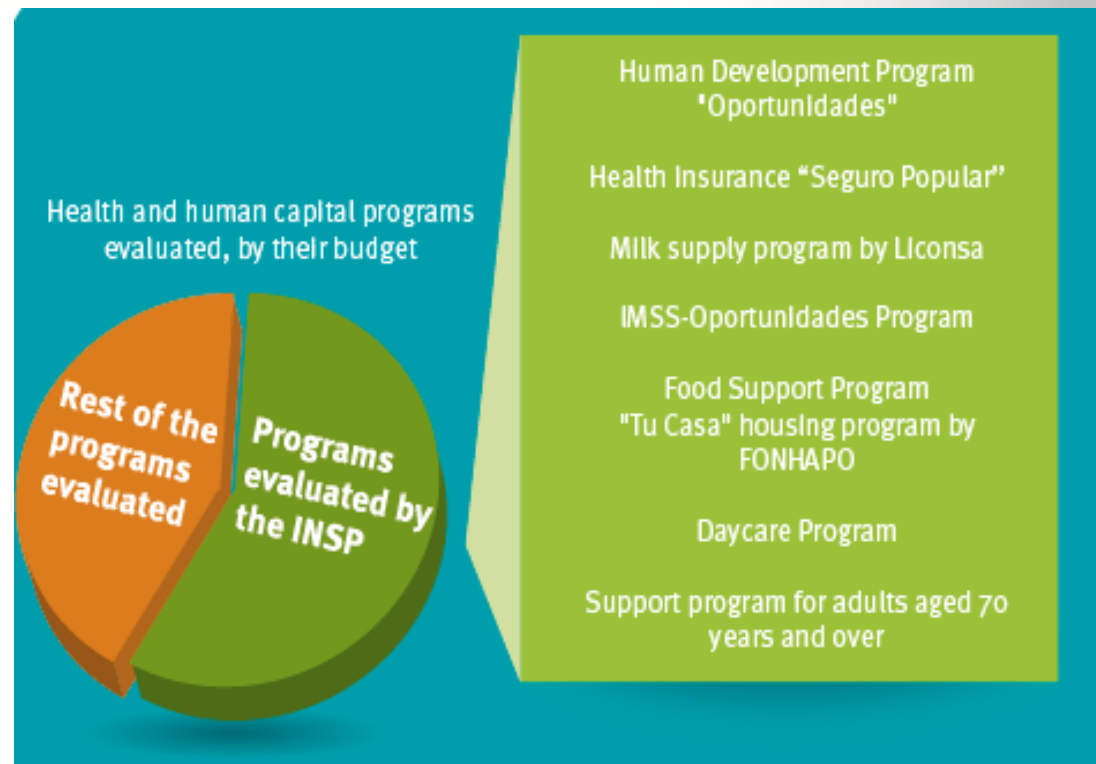 Health and human capital programs
evaluated, by their budget
Rest of the
programs
evaluated
Programs
evaluated by
the INSP
Human Development Program
"Oportunidades"
Health Insurance “Seguro Popular”
Milk supply program by Liconsa
IMSS-Oportunidades Program
Food Support Program
"Tu Casa" housing program by
FONHAPO
Daycare Program
Support program for adults aged 70
years and over